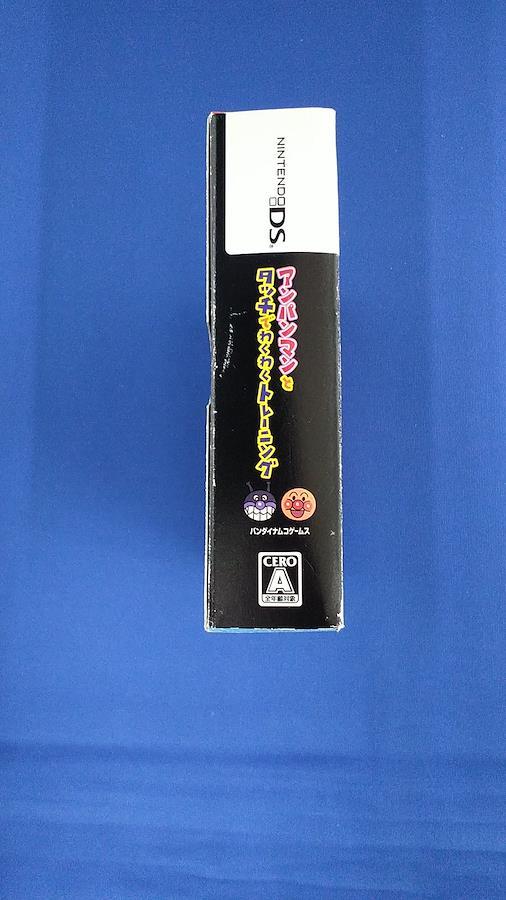 NINTENDO DS
アンパンマンと
タッチでわくわくトレーニング
バンダイナムコゲームス
CERO
A
全年齢対象